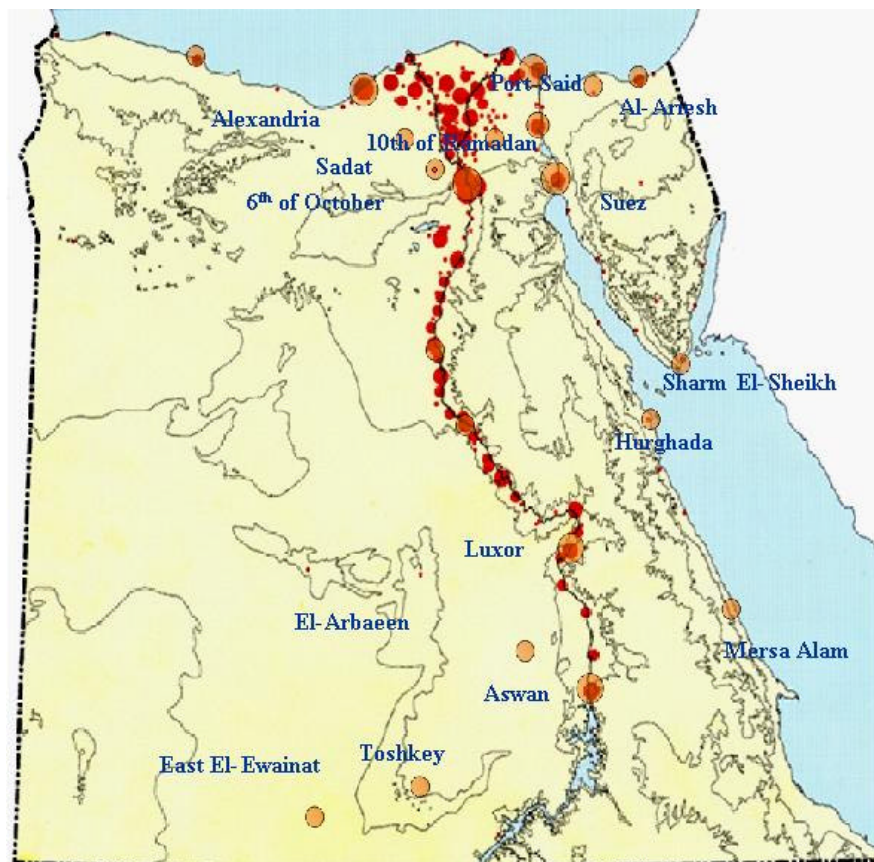 Port-Said
Al-Ariesh
Alexandria
10th of Ramadan
Sadat
6th of October
Suez
Sharm El-Sheikh
Hurghada
Luxor
El-Arbaeen
Mersa Alam
Aswan
Toshkey
East El-Ewainat